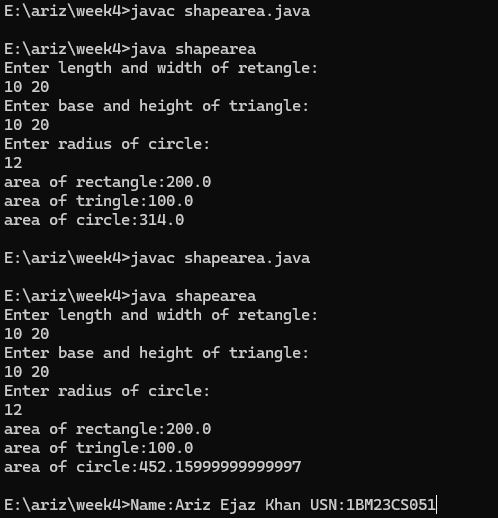 E:\ariz\week4>javac shapearea.java
E:\ariz\week4>java shapearea
Enter length and width of retangle:
10 20
Enter base and height of triangle:
10 20
Enter radius of circle:
12
area of rectangle:200.0
area of tringle:100.0
area of circle:314.0
E:\ariz\week4>javac shapearea.java
E:\ariz\week4>java shapearea
Enter length and width of retangle:
10 20
Enter base and height of triangle:
10 20
Enter radius of circle:
12
area of rectangle:200.0
area of tringle:100.0
area of circle:452.15999999999997
E:\ariz\week4>Name:Ariz Ejaz Khan USN:1BM23CS051